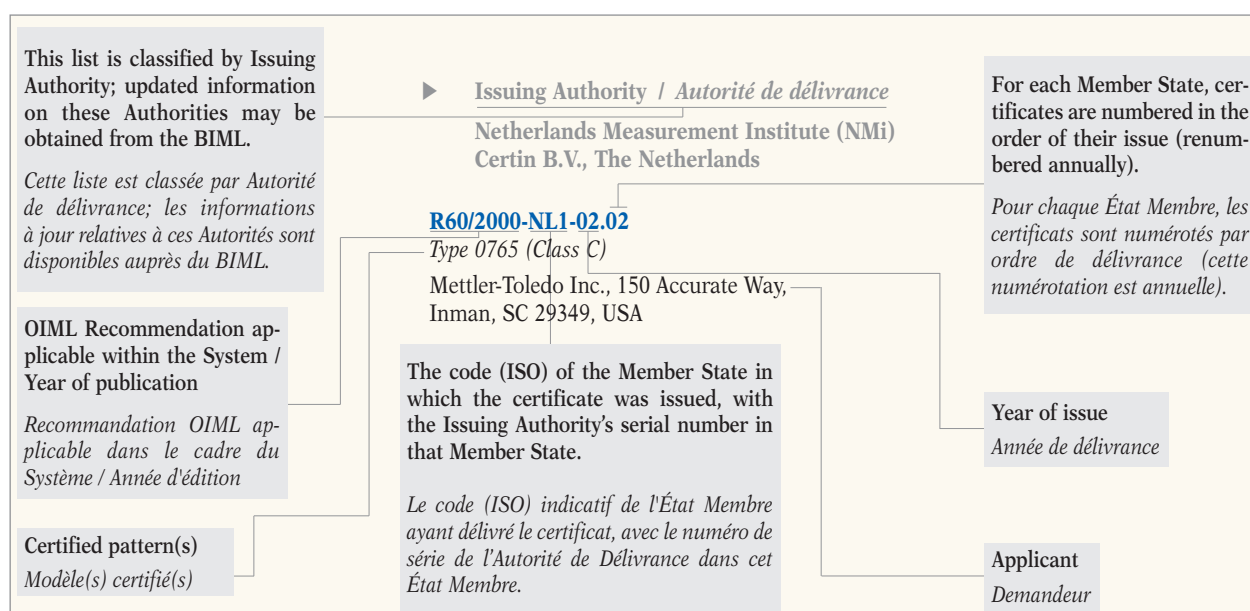 This list is classified by Issuing
Authority; updated information
on these Authorities may be
obtained from the BIML.
Cette liste est classée par Autorité
de délivrance; les informations
à jour relatives à ces Autorités sont
disponibles auprès du BIML.
OIML Recommendation ap-
plicable within the System /
Year of publication
Recommandation OIML ap-
plicable dans le cadre du
Système / Année d'édition
Certified pattern(s)
Modèle(s) certifié(s)
Issuing Authority / Autorité de délivrance
Netherlands Measurement Institute (NMi)
Certin B.V., The Netherlands
R60/2000-NL1-02.02
Type 0765 (Class C)
Mettler-Toledo Inc., 150 Accurate Way,
Inman, SC 29349, USA
The code (ISO) of the Member State in
which the certificate was issued, with
the Issuing Authority's serial number in
that Member State.
Le code (ISO) indicatif de l'État Membre
ayant délivré le certificat, avec le numéro de
série de l'Autorité de Délivrance dans cet
État Membre.
For each Member State, cer-
tificates are numbered in the
order of their issue (renum-
bered annually).
Pour chaque État Membre, les
certificats sont numérotés par
ordre de délivrance (cette
numérotation est annuelle).
Year of issue
Année de délivrance
Applicant
Demandeur